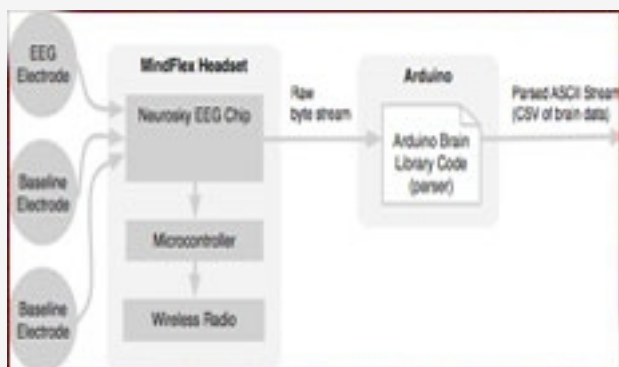 EEG
Electrode
Baseline
Electrode
Baseline
Electrode
MindFlex Headset
Neurosky EEG Chip
Microcontroller
Wireless Radio
Raw
byte stream
Arduino
Arduino Brain
Library Code
(parser)
Parsed ASCII Stream
(CSV of brain data)